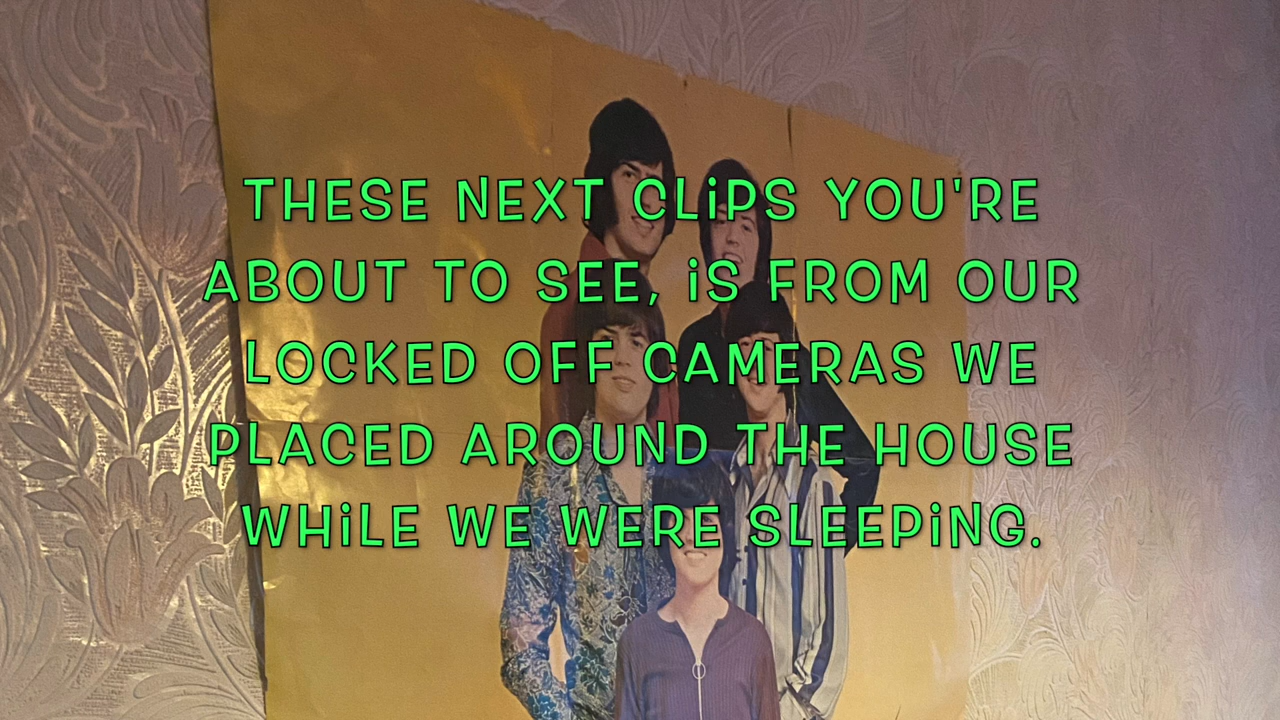 THESE NEXT CLiPS YOU'RE
ABOUT TO SEE, iS FROM OUR
LOCKED OFF CAMERAS WE
PLACED AROUND THE HOUSE
WHiLE WE WERE SLEEPiNG.